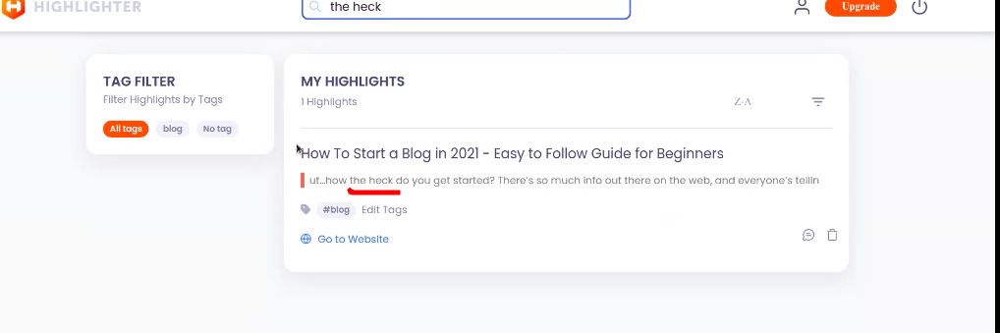 HIGHLIGHTER
the heck
Upgrade
TAG FILTER
Filter Highlights by Tags
All tags
blog
No tag
MY HIGHLIGHTS
1 Highlights
Z-A
How To Start a Blog in 2021 - Easy to Follow Guide for Beginners
ut...how the heck do you get started? There's so much info out there on the web, and everyone's tellin
#blog
Edit Tags
Go to Website